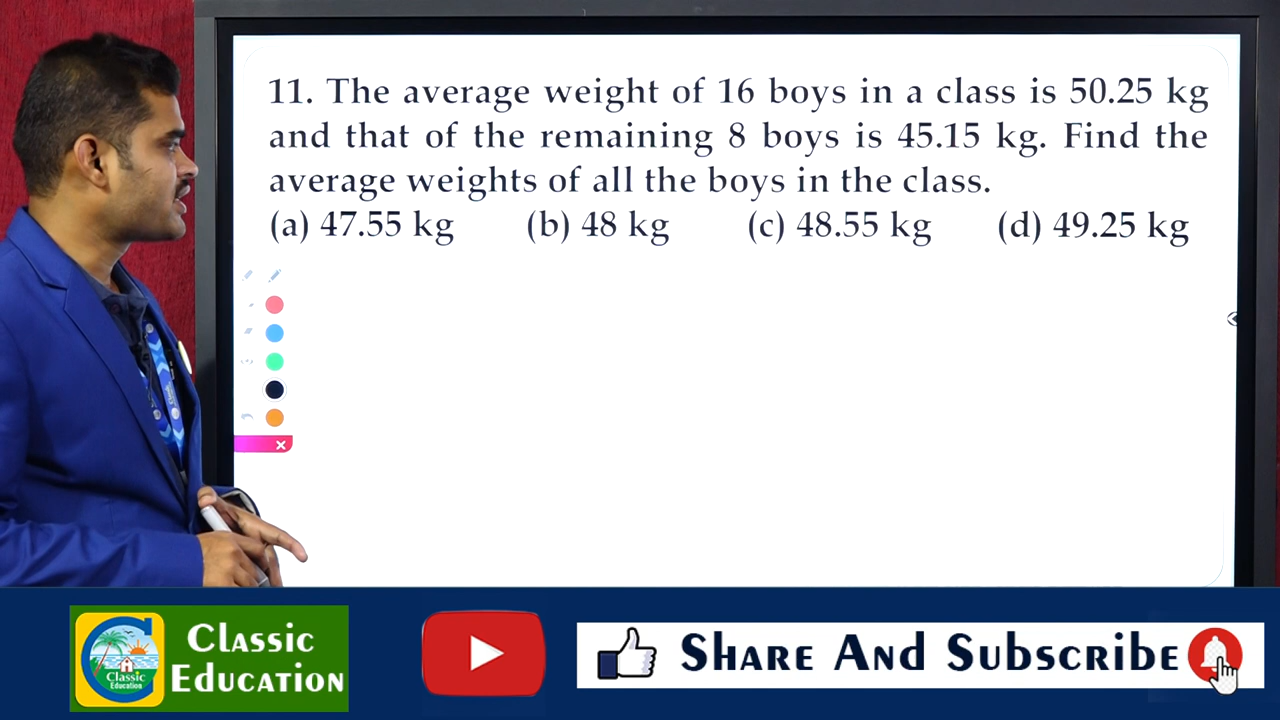 11. The average weight of 16 boys in a class is 50.25 kg
and that of the remaining 8 boys is 45.15 kg. Find the
average weights of all the boys in the class.
(a) 47.55 kg (b) 48 kg (c) 48.55 kg (d) 49.25 kg
Classic
Education
Classic
Education
Share And Subscribe